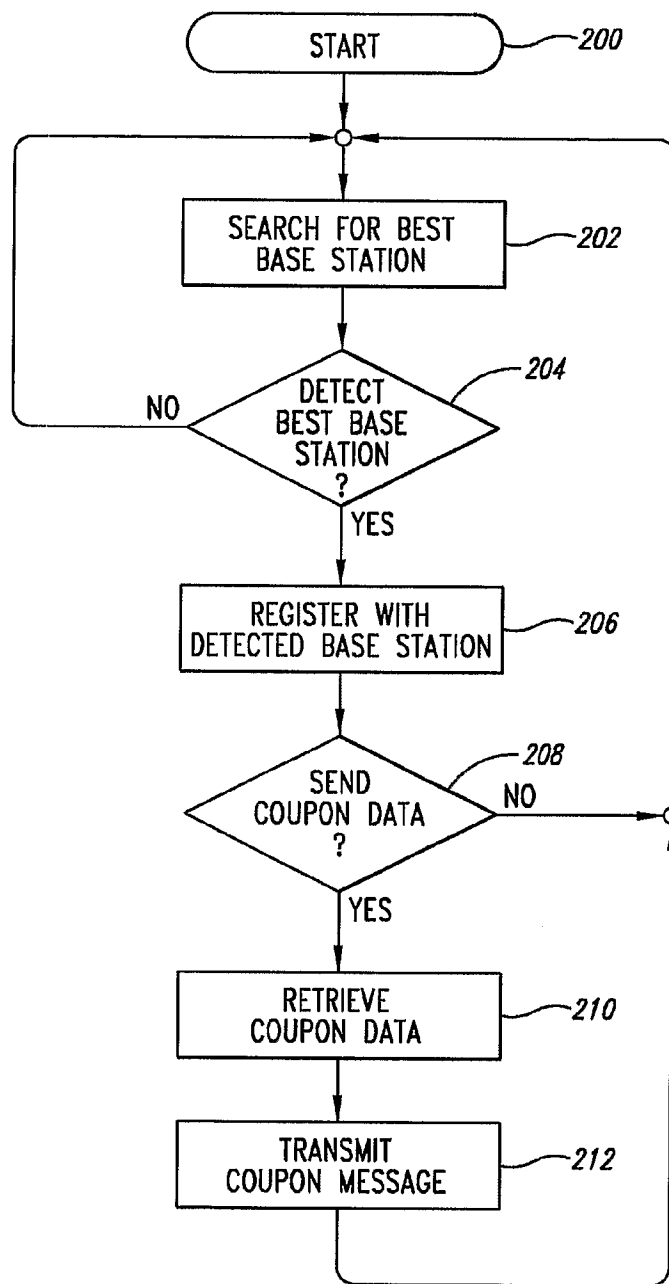 START
200
SEARCH FOR BEST
BASE STATION
202
204
DETECT
BEST BASE
STATION
?
NO
YES
REGISTER WITH
DETECTED BASE STATION
206
208
SEND
COUPON DATA
?
NO
YES
RETRIEVE
COUPON DATA
210
TRANSMIT
COUPON MESSAGE
212